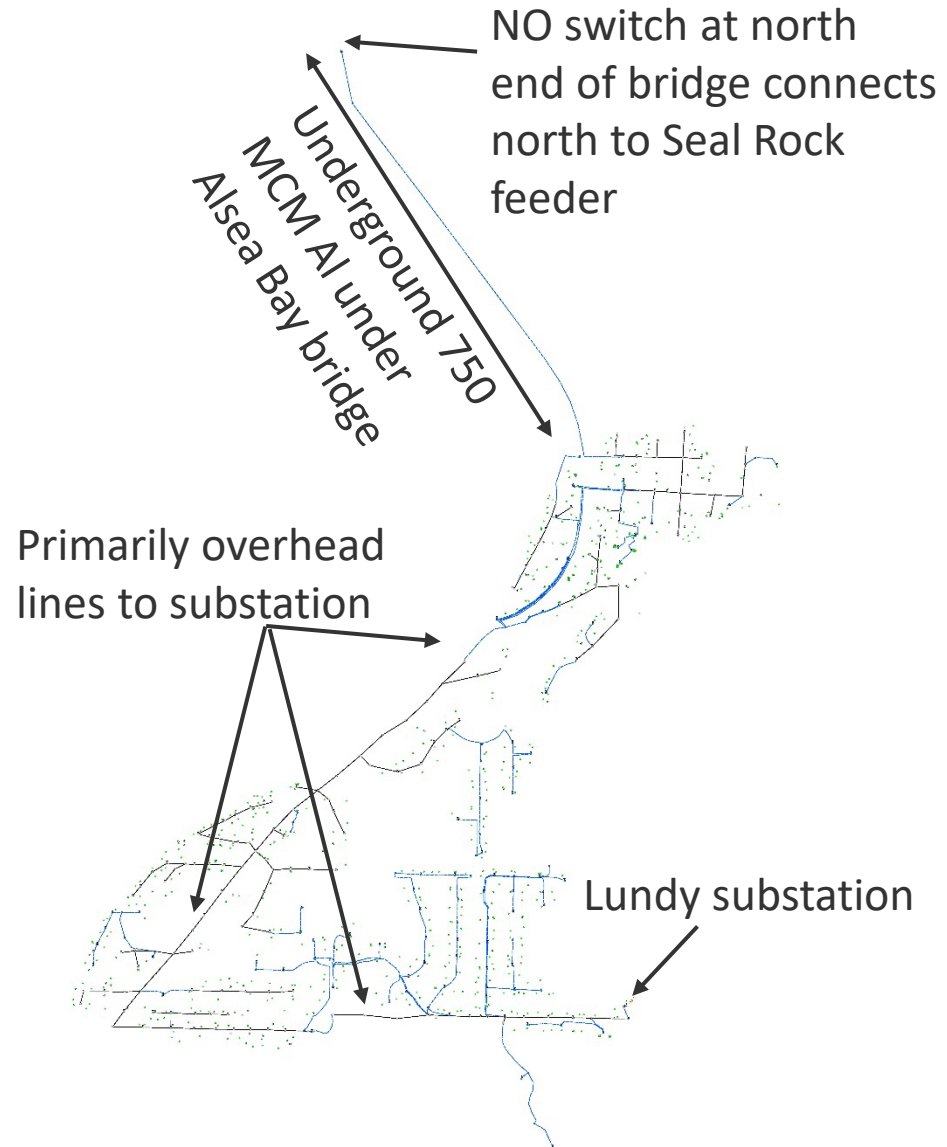 NO switch at north
end of bridge connects
north to Seal Rock
feeder
Underground 750
MCM Al under
Alsea Bay bridge
Primarily overhead
lines to substation
Lundy substation